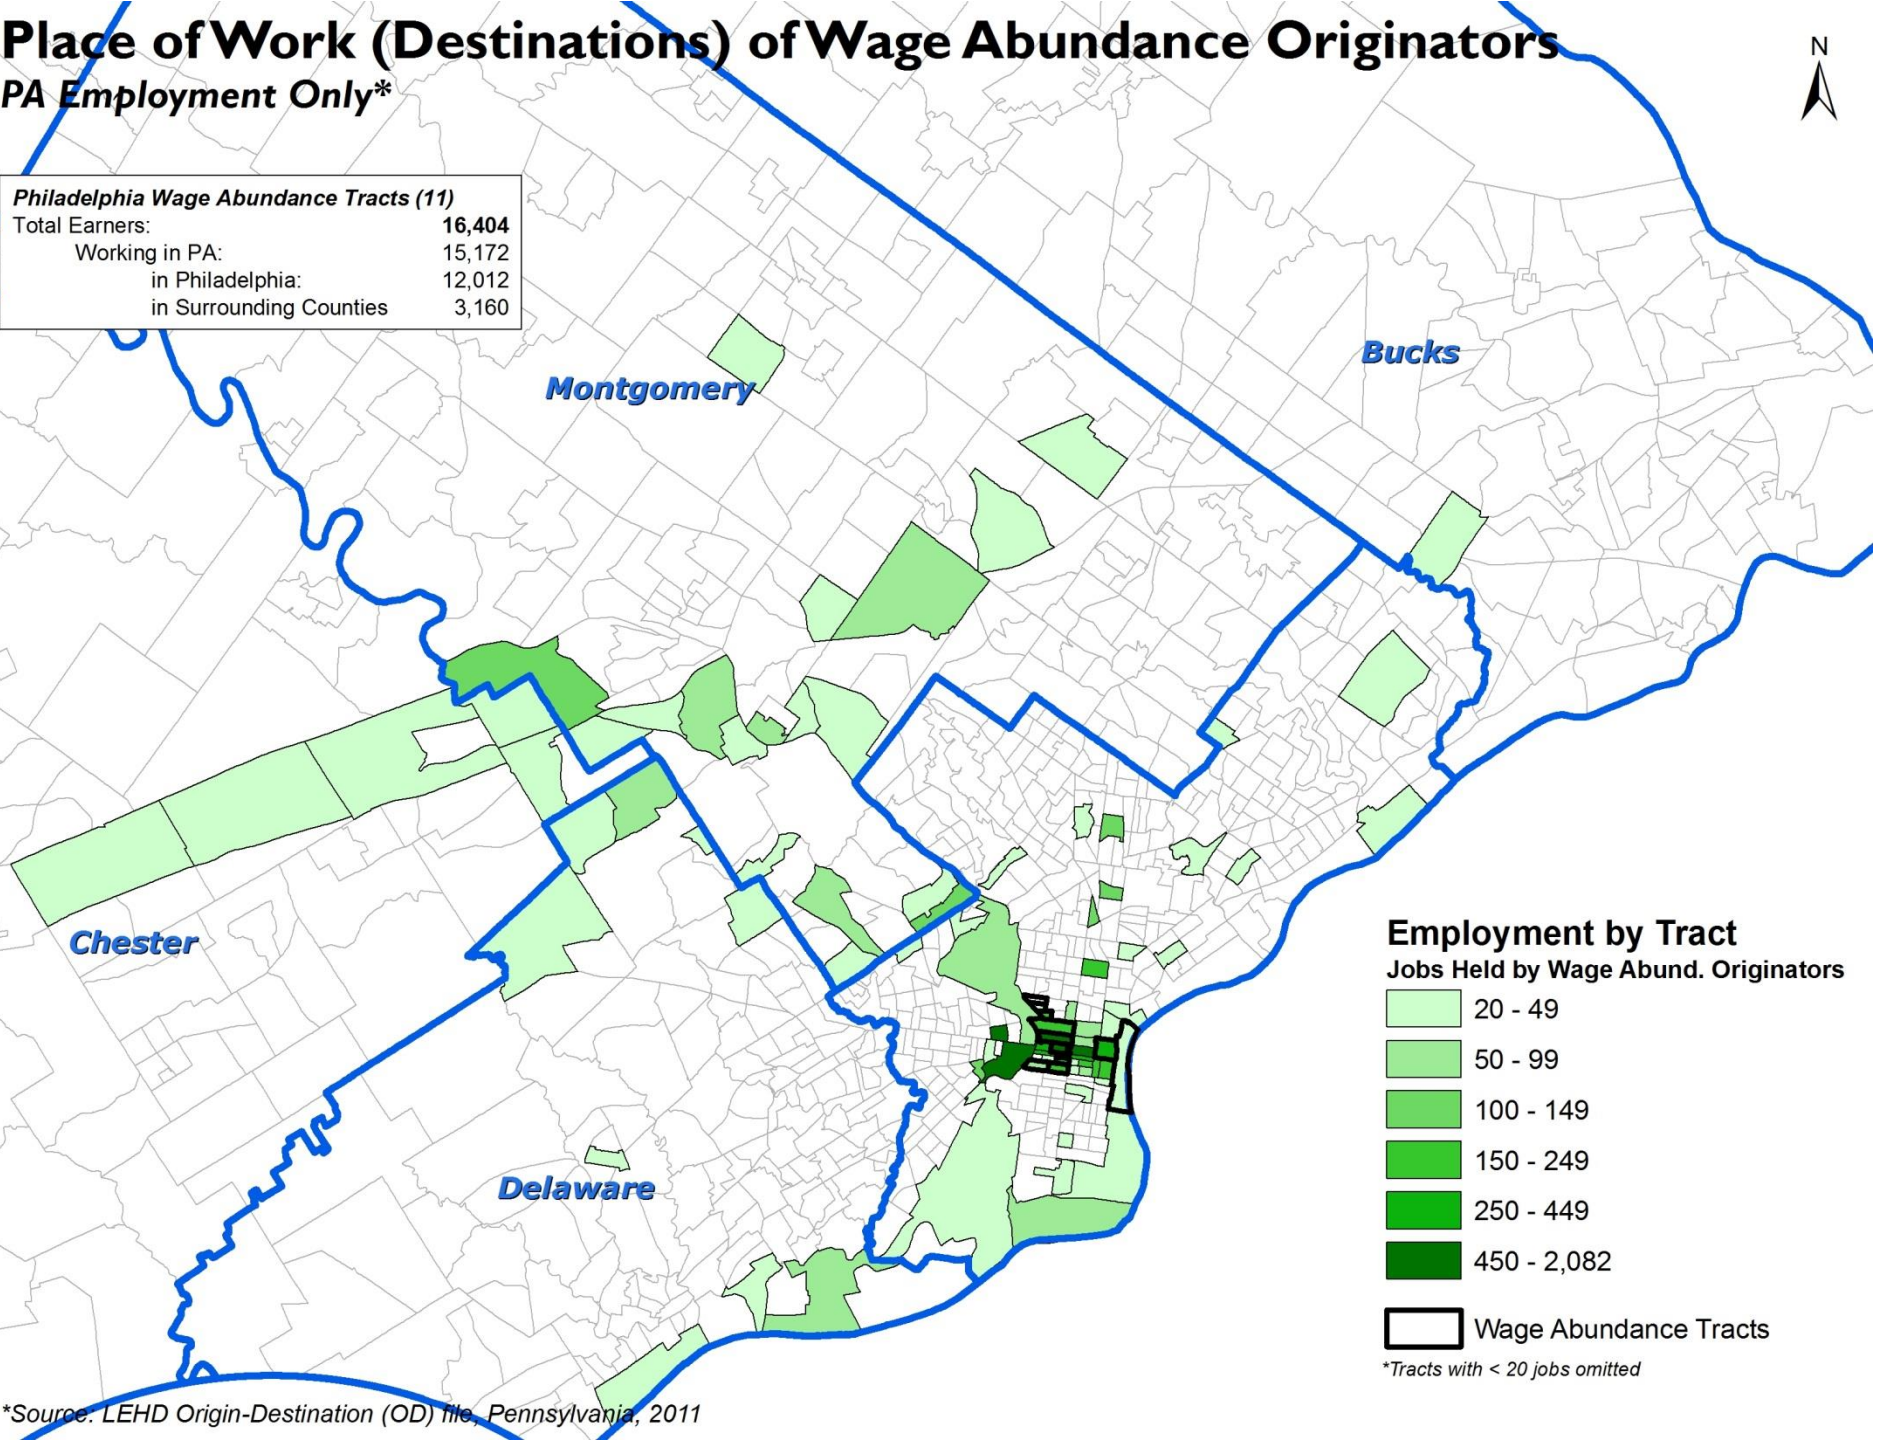 Place of Work (Destinations) of Wage Abundance Originators
PA Employment Only*
N
Philadelphia Wage Abundance Tracts (11)
Total Earners: 16,404
Working in PA: 15,172
in Philadelphia: 12,012
in Surrounding Counties 3,160
Bucks
Montgomery
Chester
Delaware
Employment by Tract
Jobs Held by Wage Abund. Originators
20 - 49
50 - 99
100 - 149
150 - 249
250 - 449
450 - 2,082
Wage Abundance Tracts
*Tracts with < 20 jobs omitted
*Source: LEHD Origin-Destination (OD) file, Pennsylvania, 2011